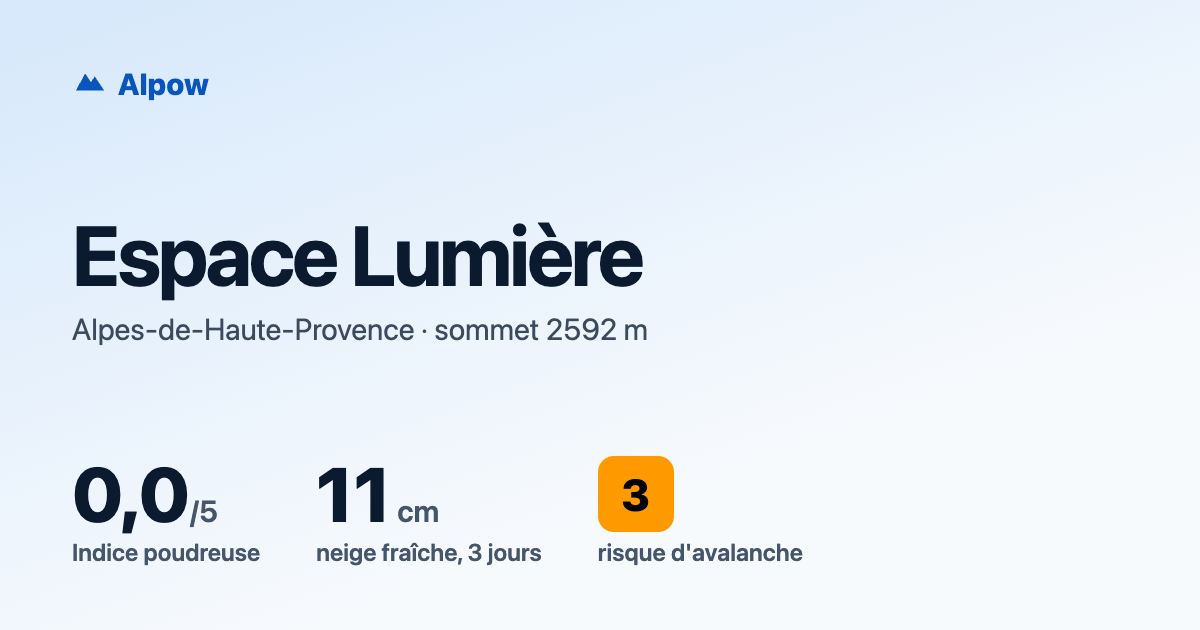 Alpow
Espace Lumière
Alpes-de-Haute-Provence · sommet 2592 m
0,0/5 11 cm 3
Indice poudreuse neige fraîche, 3 jours risque d'avalanche